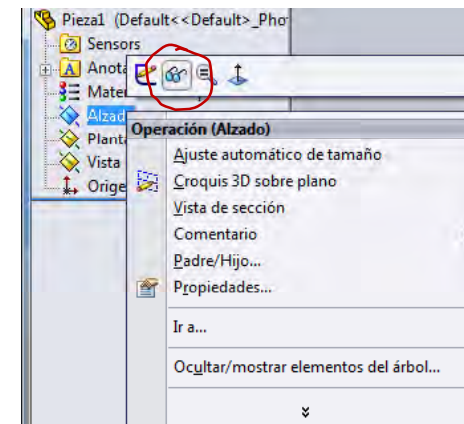 Pieza1 (Default<<Default>_Pho
Sensors
Anota
Mater
Alzado
Planta
Vista
Orige
Operación (Alzado)
Ajuste automático de tamaño
Croquis 3D sobre plano
Vista de sección
Comentario
Padre/Hijo...
Propiedades...
Ir a...
Ocultar/mostrar elementos del árbol...